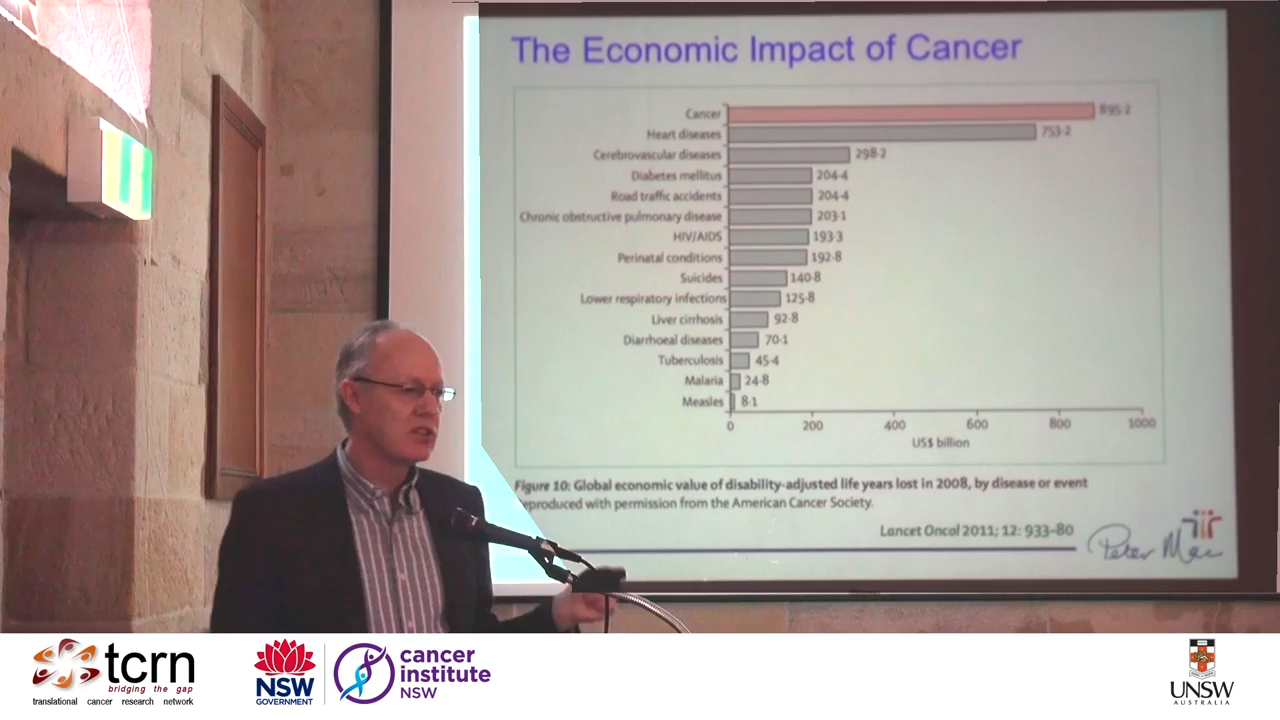 The Economic Impact of Cancer
Cancer 895·2
Heart diseases 753·2
Cerebrovascular diseases 298·2
Diabetes mellitus 204·4
Road traffic accidents 204·4
Chronic obstructive pulmonary disease 203·1
HIV/AIDS 193·3
Perinatal conditions 192·8
Suicides 140·8
Lower respiratory infections 125·8
Liver cirrhosis 92·8
Diarrhoeal diseases 70·1
Tuberculosis 45·4
Malaria 24·8
Measles 8·1
0 200 400 600 800 1000
US$ billion
Figure 10: Global economic value of disability-adjusted life years lost in 2008, by disease or event
eproduced with permission from the American Cancer Society.
Lancet Oncol 2011; 12: 933–80
Peter Mac
tcrn
bridging the gap
translational cancer research network
NSW
GOVERNMENT
cancer
institute
NSW
UNSW
AUSTRALIA